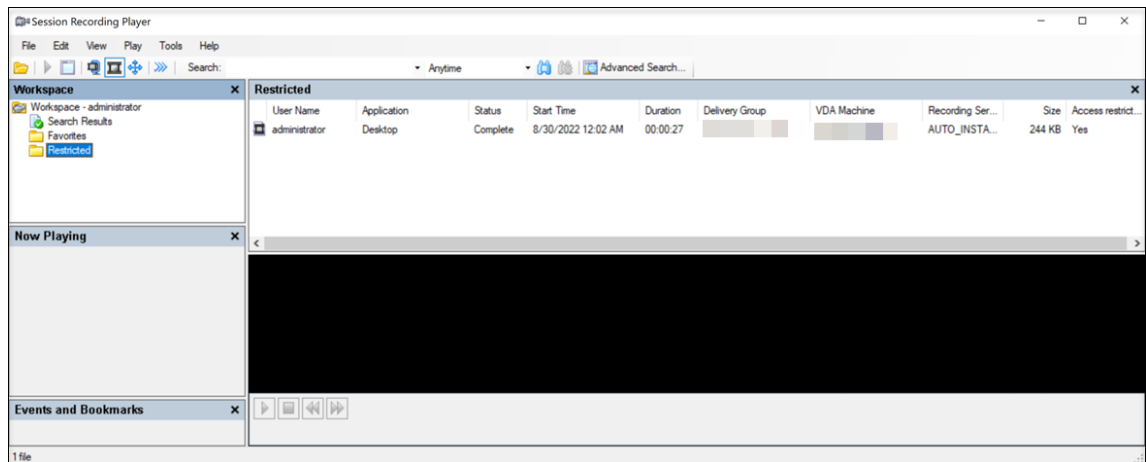 Session Recording Player
File Edit View Play Tools Help
Search: Anytime Advanced Search...
Workspace
Workspace - administrator
Search Results
Favorites
Restricted
Restricted
User Name Application Status Start Time Duration Delivery Group VDA Machine Recording Ser... Size Access restrict...
administrator Desktop Complete 8/30/2022 12:02 AM 00:00:27 AUTO_INSTA... 244 KB Yes
Now Playing
Events and Bookmarks
1 file